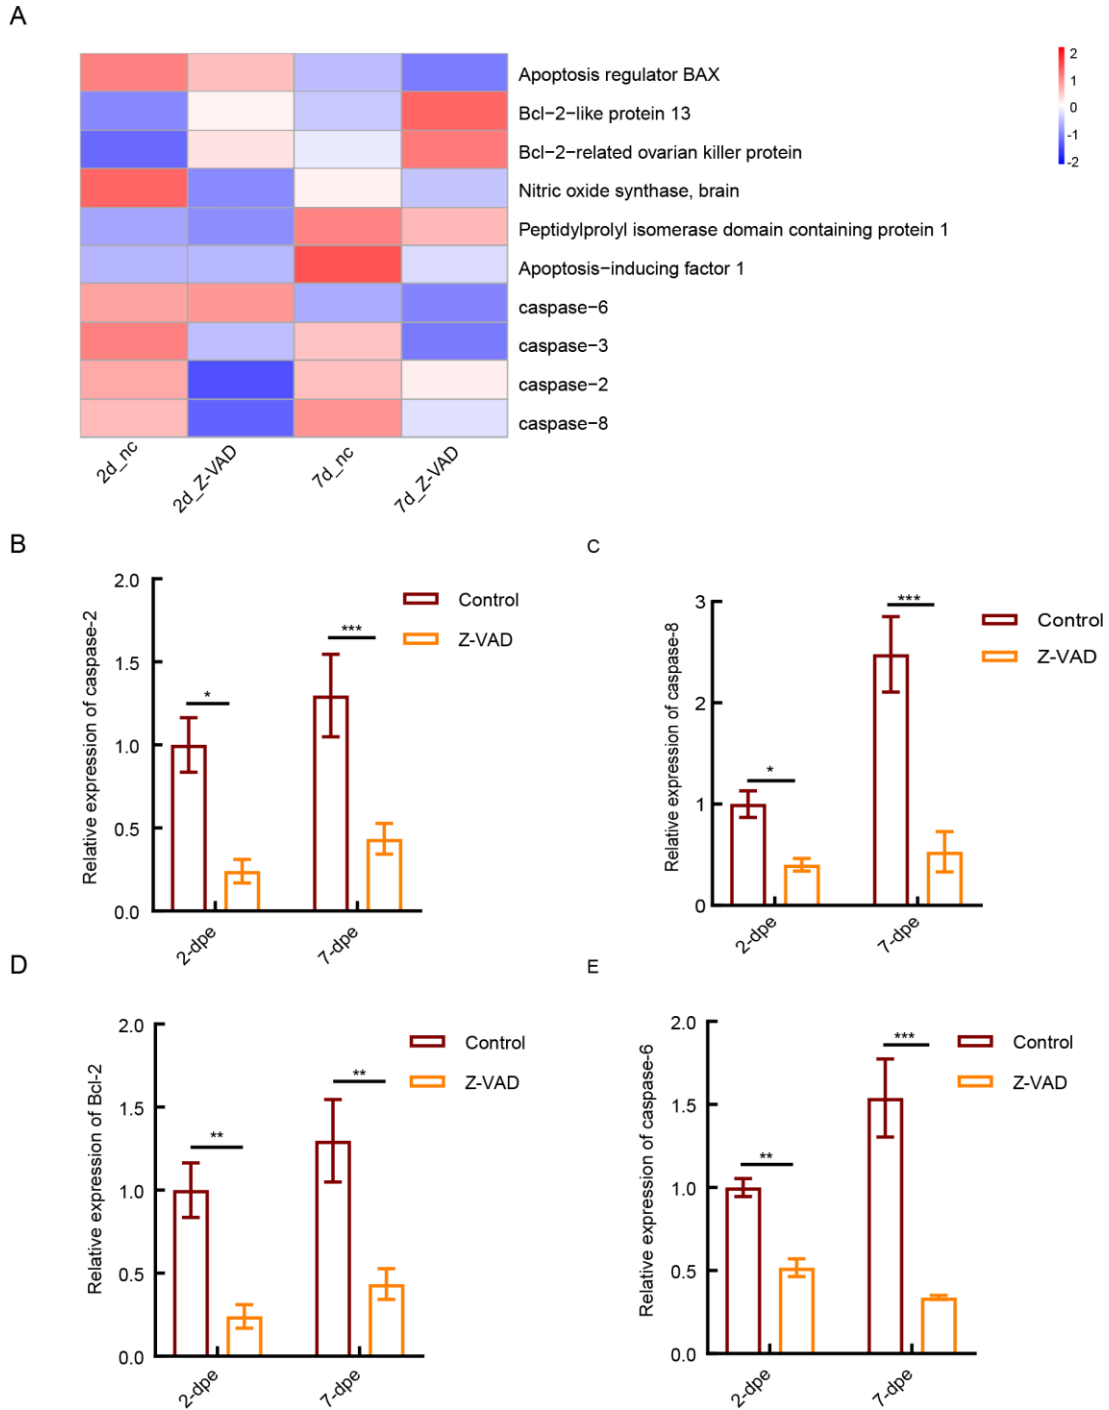 A
2
1
0
-1
-2
Apoptosis regulator BAX
Bcl−2−like protein 13
Bcl−2−related ovarian killer protein
Nitric oxide synthase, brain
Peptidylprolyl isomerase domain containing protein 1
Apoptosis−inducing factor 1
caspase−6
caspase−3
caspase−2
caspase−8
2d_nc
2d_Z-VAD
7d_nc
7d_Z-VAD
B
Relative expression of caspase-2
2.0
1.5
1.0
0.5
0.0
*
***
Control
Z-VAD
2-dpe
7-dpe
C
Relative expression of caspase-8
3
2
1
0
*
***
Control
Z-VAD
2-dpe
7-dpe
D
Relative expression of Bcl-2
2.0
1.5
1.0
0.5
0.0
**
**
Control
Z-VAD
2-dpe
7-dpe
E
Relative expression of caspase-6
2.0
1.5
1.0
0.5
0.0
**
***
Control
Z-VAD
2-dpe
7-dpe